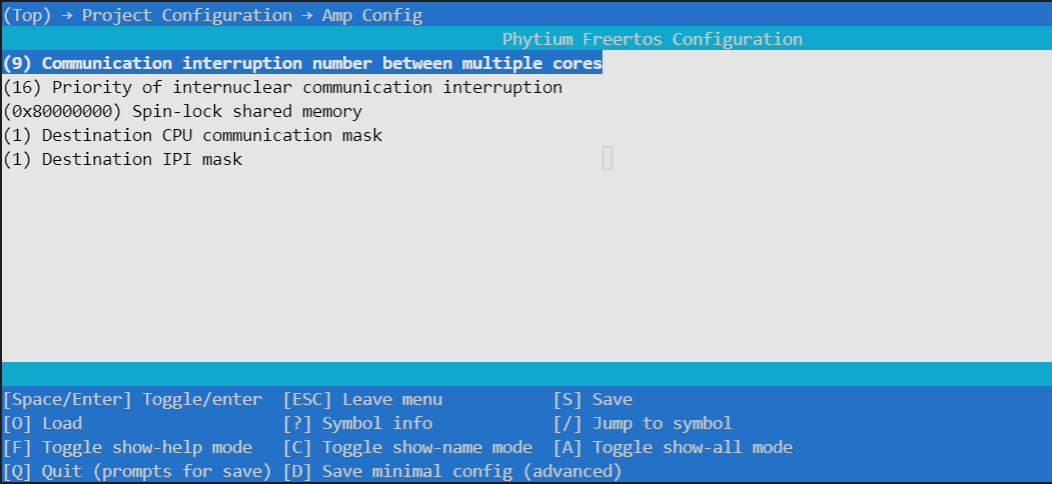 (Top) → Project Configuration → Amp Config
Phytium Freertos Configuration
(9) Communication interruption number between multiple cores
(16) Priority of internuclear communication interruption
(0x80000000) Spin-lock shared memory
(1) Destination CPU communication mask
(1) Destination IPI mask
[Space/Enter] Toggle/enter [ESC] Leave menu [S] Save
[O] Load [?] Symbol info [/] Jump to symbol
[F] Toggle show-help mode [C] Toggle show-name mode [A] Toggle show-all mode
[Q] Quit (prompts for save) [D] Save minimal config (advanced)